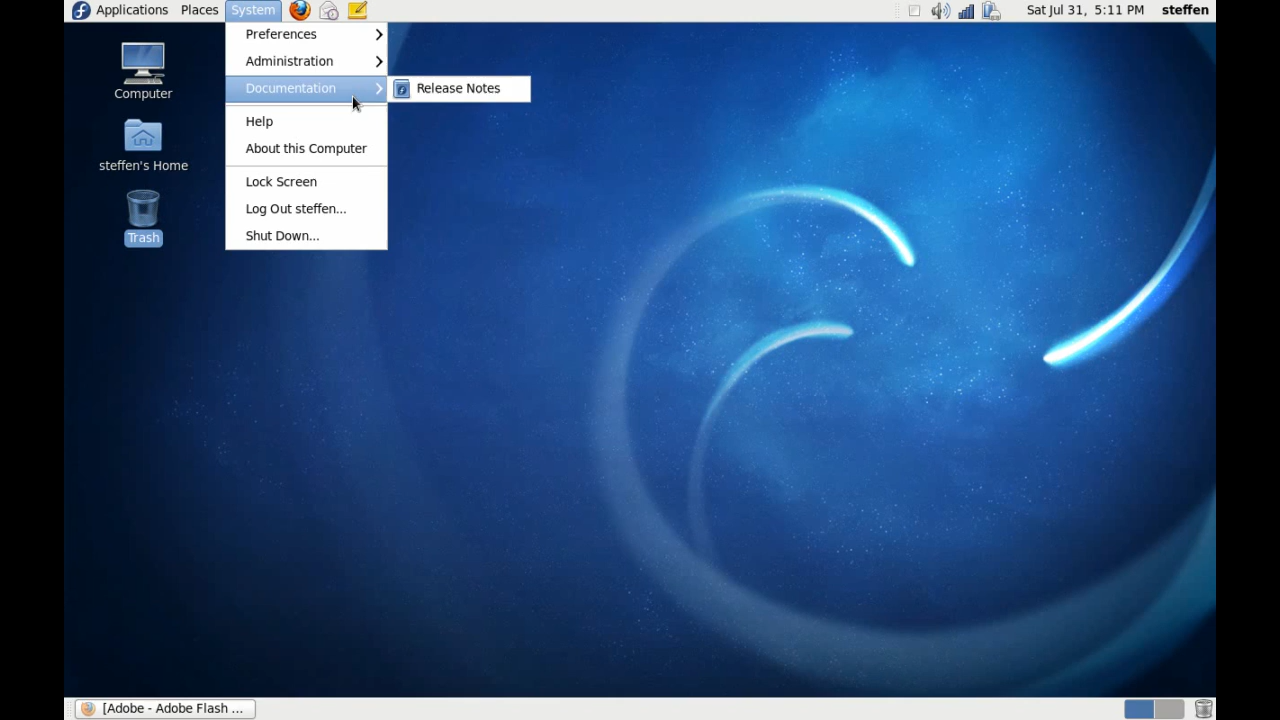 Applications Places System Sat Jul 31, 5:11 PM steffen
Preferences
Administration
Documentation
Release Notes
Help
About this Computer
Lock Screen
Log Out steffen...
Shut Down...
Computer
steffen's Home
Trash
[Adobe - Adobe Flash ...